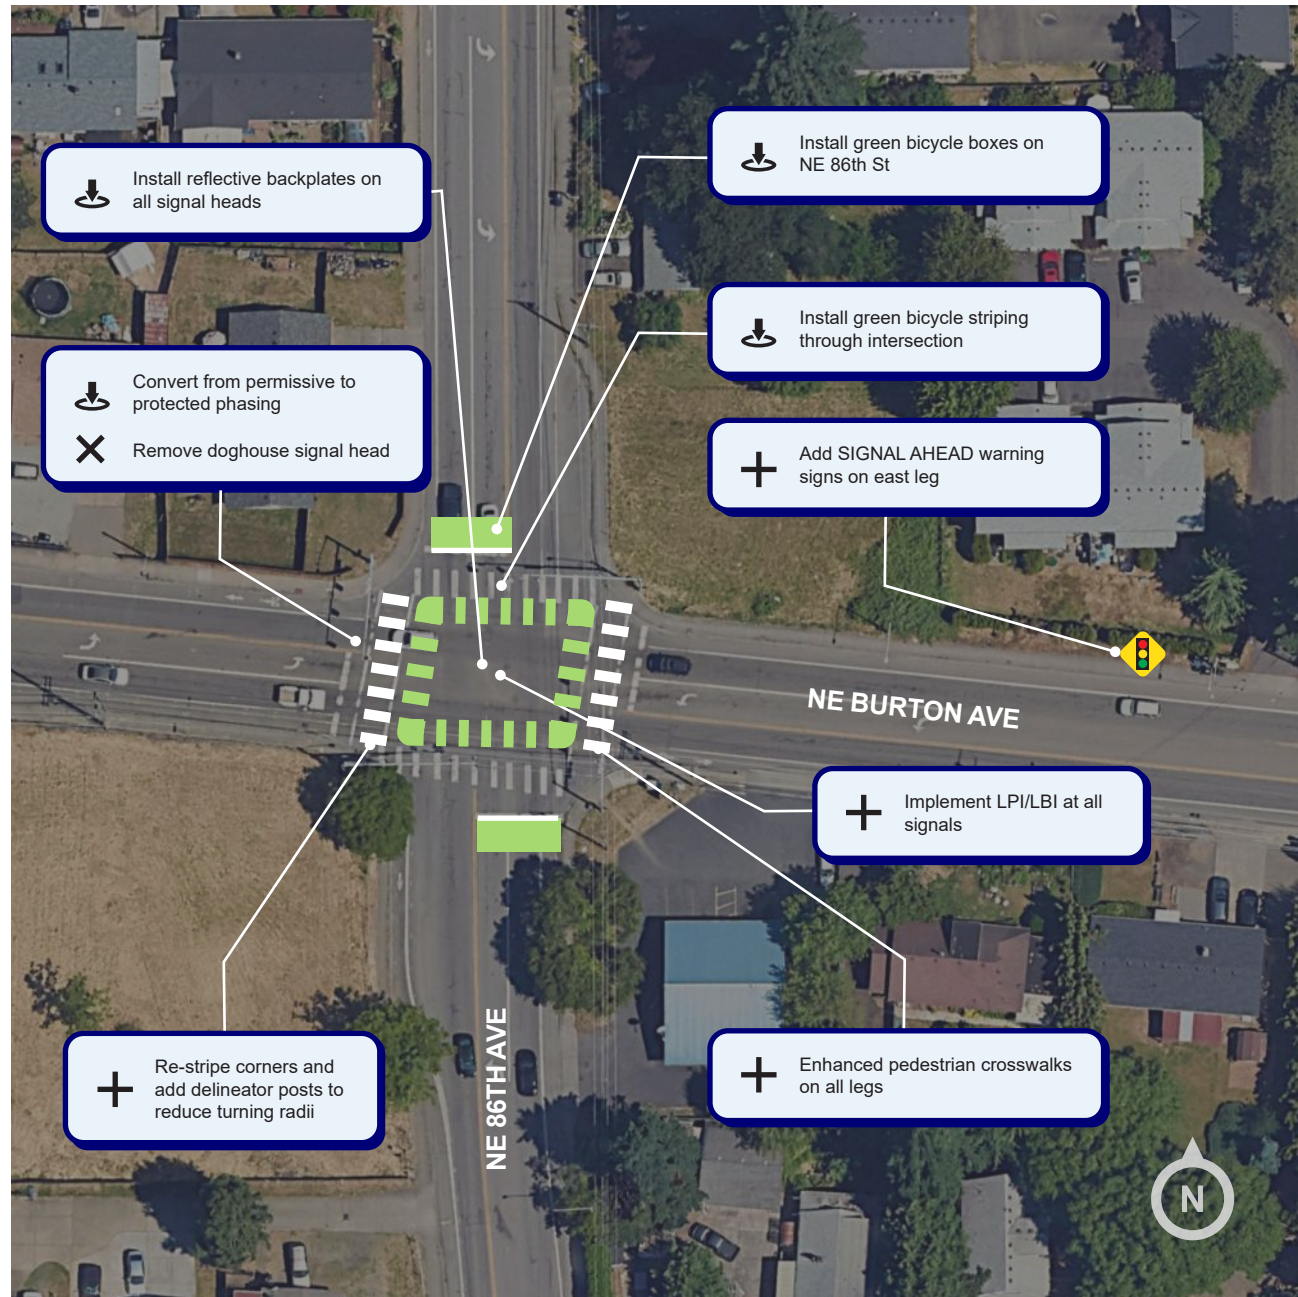 Install reflective backplates on
all signal heads
Install green bicycle boxes on
NE 86th St
Install green bicycle striping
through intersection
Convert from permissive to
protected phasing
Remove doghouse signal head
Add SIGNAL AHEAD warning
signs on east leg
NE BURTON AVE
Implement LPI/LBI at all
signals
NE 86TH AVE
Re-stripe corners and
add delineator posts to
reduce turning radii
Enhanced pedestrian crosswalks
on all legs
N